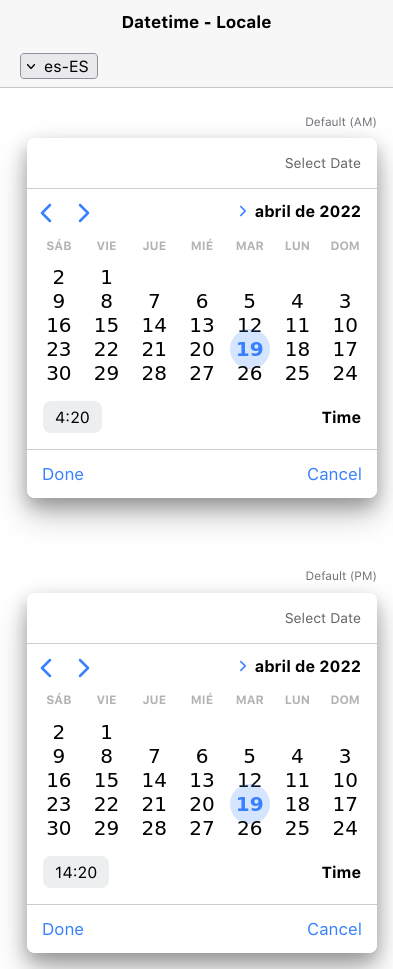 Datetime - Locale
es-ES
Default (AM)
Select Date
abril de 2022
SÁB VIE JUE MIÉ MAR LUN DOM
2 1
9 8 7 6 5 4 3
16 15 14 13 12 11 10
23 22 21 20 19 18 17
30 29 28 27 26 25 24
4:20 Time
Done Cancel
Default (PM)
Select Date
abril de 2022
SÁB VIE JUE MIÉ MAR LUN DOM
2 1
9 8 7 6 5 4 3
16 15 14 13 12 11 10
23 22 21 20 19 18 17
30 29 28 27 26 25 24
14:20 Time
Done Cancel